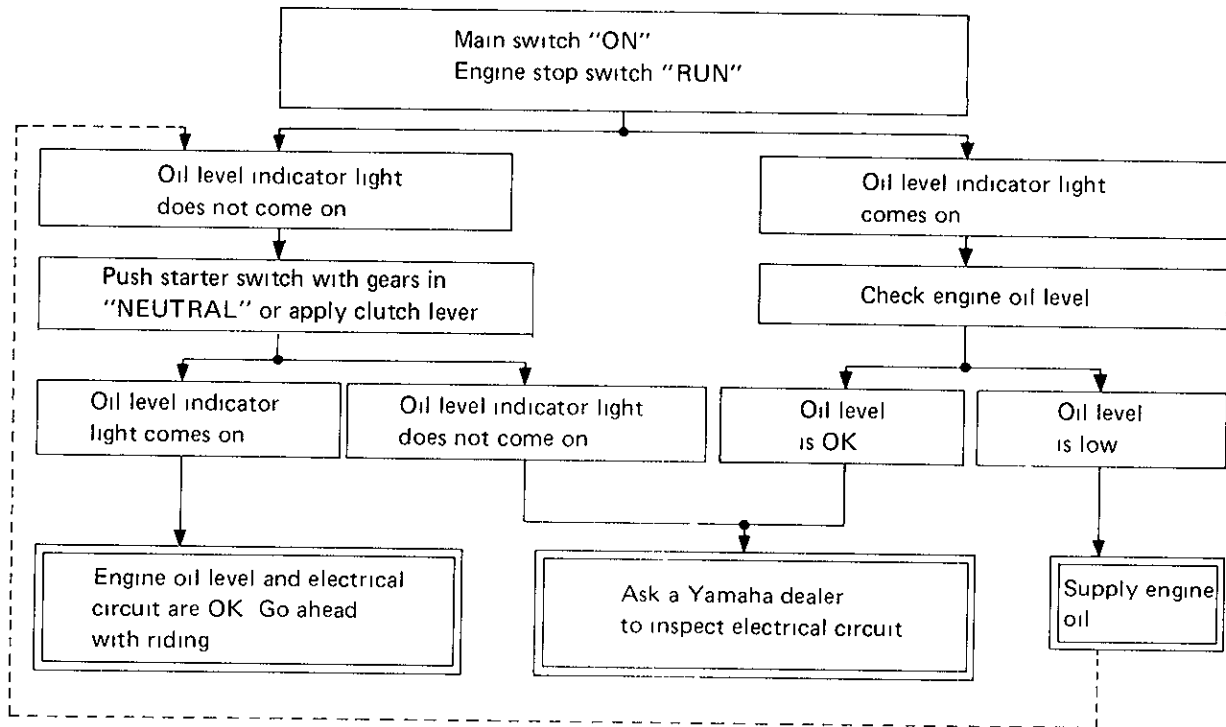 Main switch "ON"
Engine stop switch "RUN"
Oil level indicator light
does not come on
Oil level indicator light
comes on
Push starter switch with gears in
"NEUTRAL" or apply clutch lever
Check engine oil level
Oil level indicator
light comes on
Oil level indicator light
does not come on
Oil level
is OK
Oil level
is low
Engine oil level and electrical
circuit are OK Go ahead
with riding
Ask a Yamaha dealer
to inspect electrical circuit
Supply engine
oil